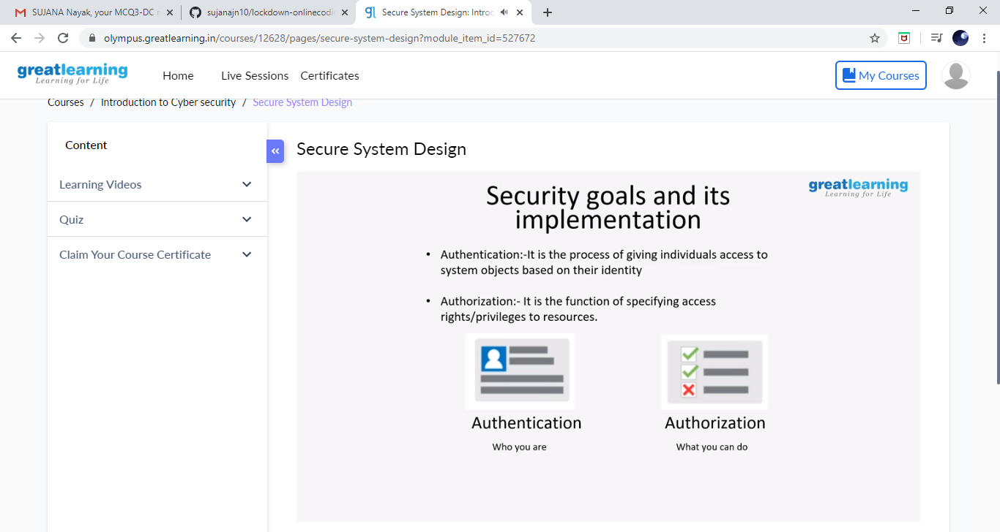 SUJANA Nayak, your MCQ3-DC
sujanajn10/lockdown-onlinecodi
Secure System Design: Introc
olympus.greatlearning.in/courses/12628/pages/secure-system-design?module_item_id=527672
greatlearning
Learning for Life
Home
Live Sessions
Certificates
My Courses
Courses / Introduction to Cyber security / Secure System Design
Content
Learning Videos
Quiz
Claim Your Course Certificate
«
Secure System Design
greatlearning
Learning for Life
Security goals and its
implementation
• Authentication:-It is the process of giving individuals access to
system objects based on their identity
• Authorization:- It is the function of specifying access
rights/privileges to resources.
Authentication
Who you are
Authorization
What you can do